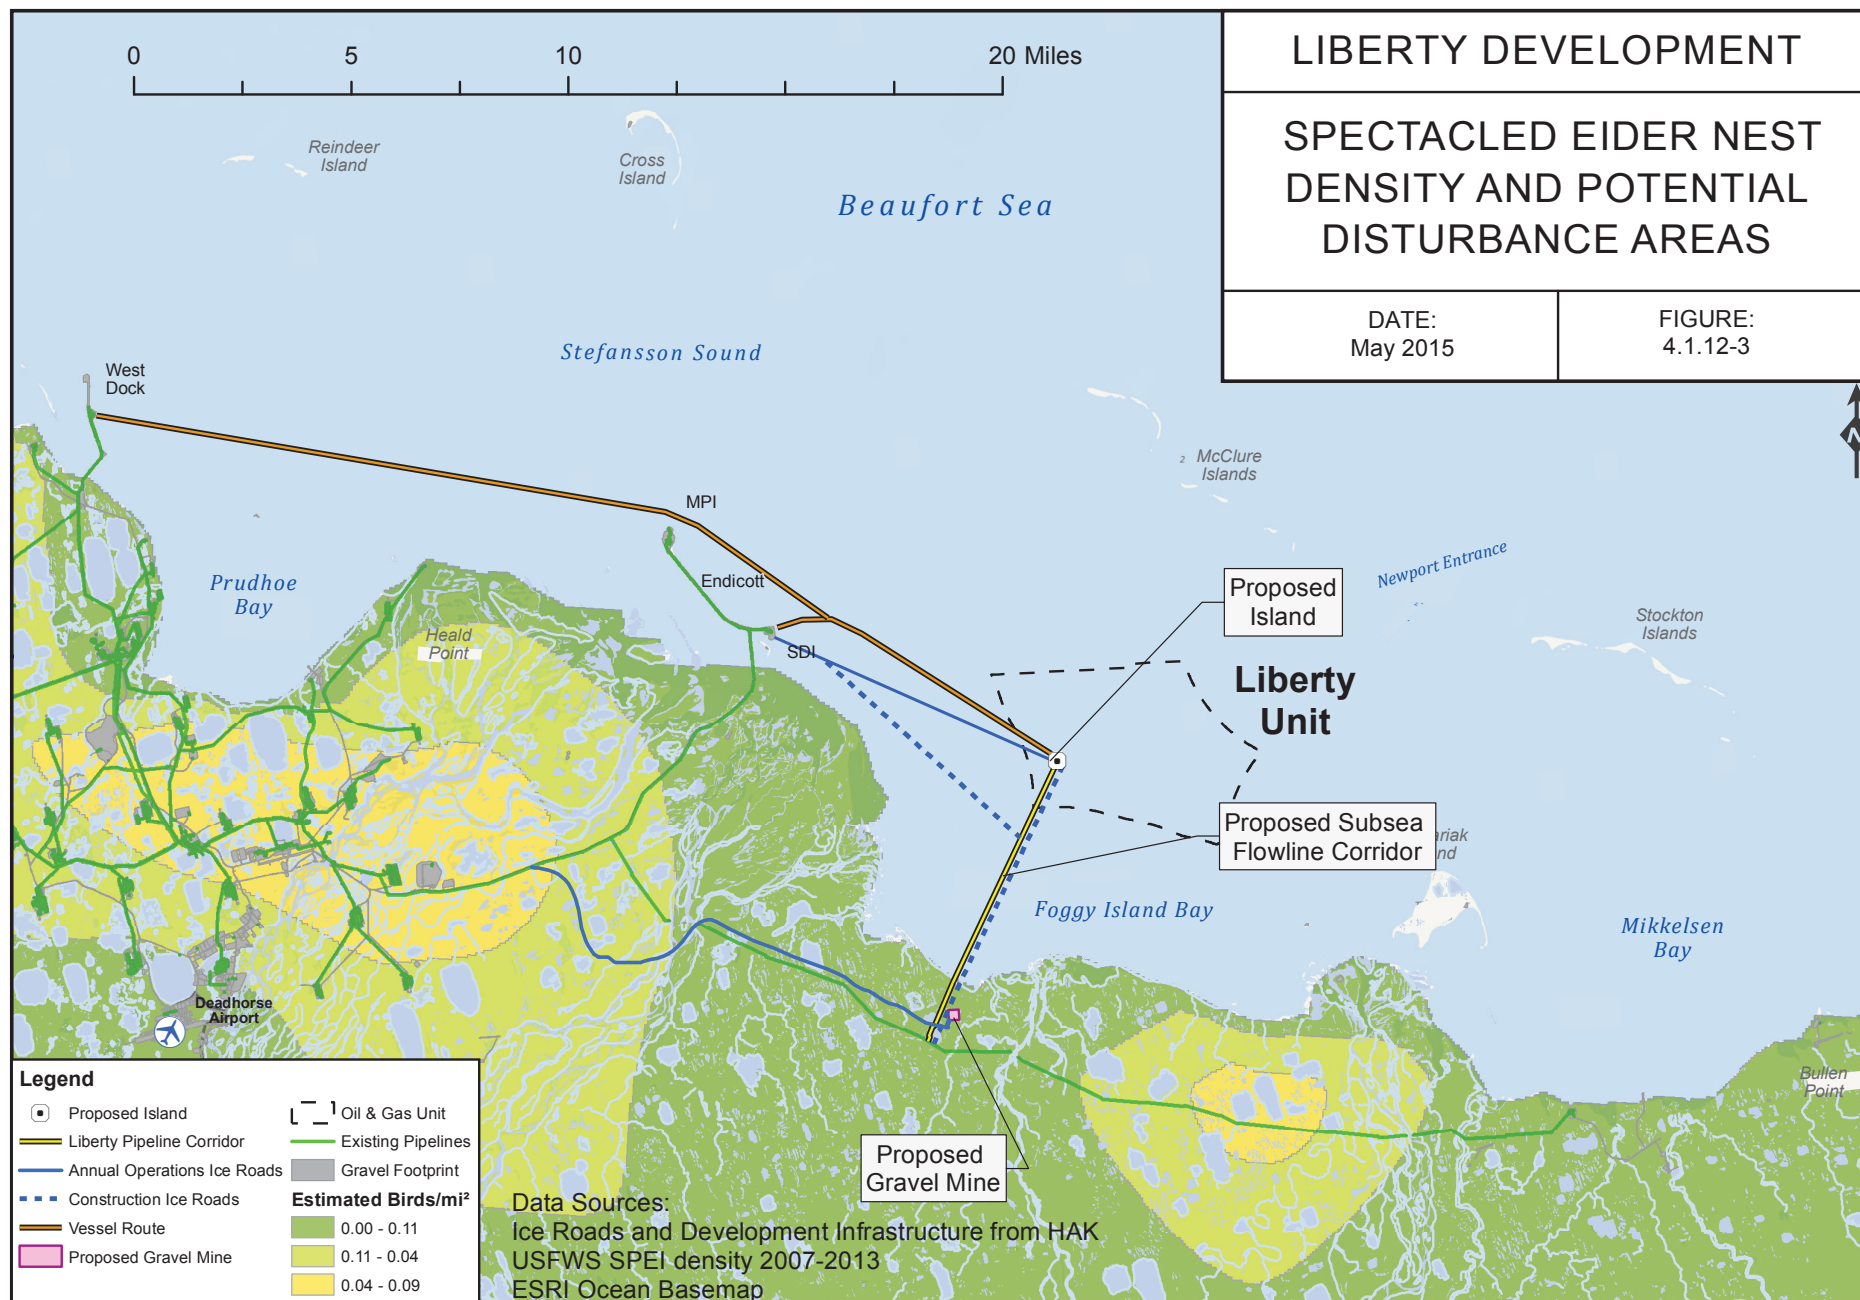 0 5 10 20 Miles
LIBERTY DEVELOPMENT
SPECTACLED EIDER NEST
DENSITY AND POTENTIAL
DISTURBANCE AREAS
DATE:
May 2015
FIGURE:
4.1.12-3
N
Reindeer
Island
Cross
Island
Beaufort Sea
Stefansson Sound
West
Dock
McClure
Islands
MPI
Newport Entrance
Prudhoe
Bay
Endicott
Proposed
Island
Heald
Point
SDI
Stockton
Islands
Liberty
Unit
Proposed Subsea
Flowline Corridor
ariak
nd
Foggy Island Bay
Mikkelsen
Bay
Deadhorse
Airport
Bullen
Point
Proposed
Gravel Mine
Legend
Proposed Island
Liberty Pipeline Corridor
Annual Operations Ice Roads
Construction Ice Roads
Vessel Route
Proposed Gravel Mine
Oil & Gas Unit
Existing Pipelines
Gravel Footprint
Estimated Birds/mi²
0.00 - 0.11
0.11 - 0.04
0.04 - 0.09
Data Sources:
Ice Roads and Development Infrastructure from HAK
USFWS SPEI density 2007-2013
ESRI Ocean Basemap